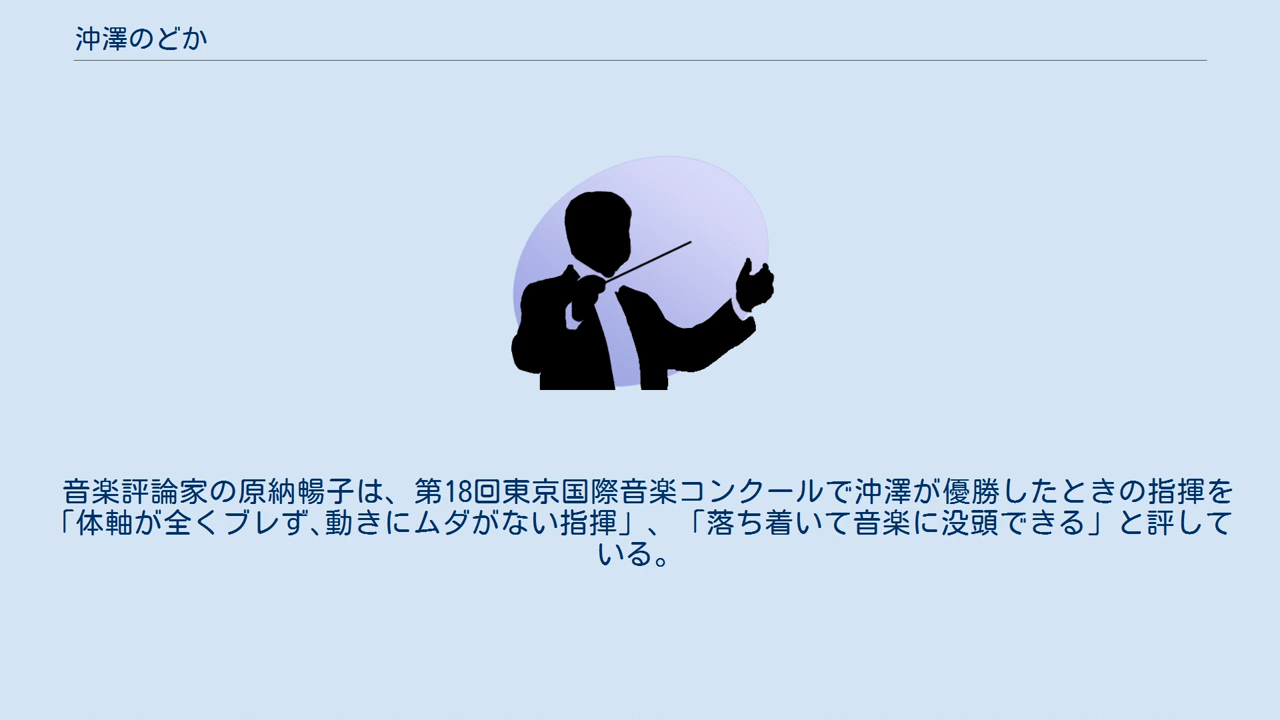 沖澤のどか
音楽評論家の原納暢子は、第18回東京国際音楽コンクールで沖澤が優勝したときの指揮を
「体軸が全くブレず､動きにムダがない指揮」、「落ち着いて音楽に没頭できる」と評して
いる。